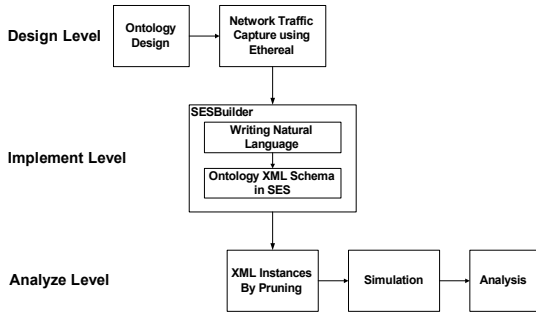 Design Level
Ontology
Design
Network Traffic
Capture using
Ethereal
SESBuilder
Writing Natural
Language
Implement Level
Ontology XML Schema
in SES
Analyze Level
XML Instances
By Pruning
Simulation
Analysis